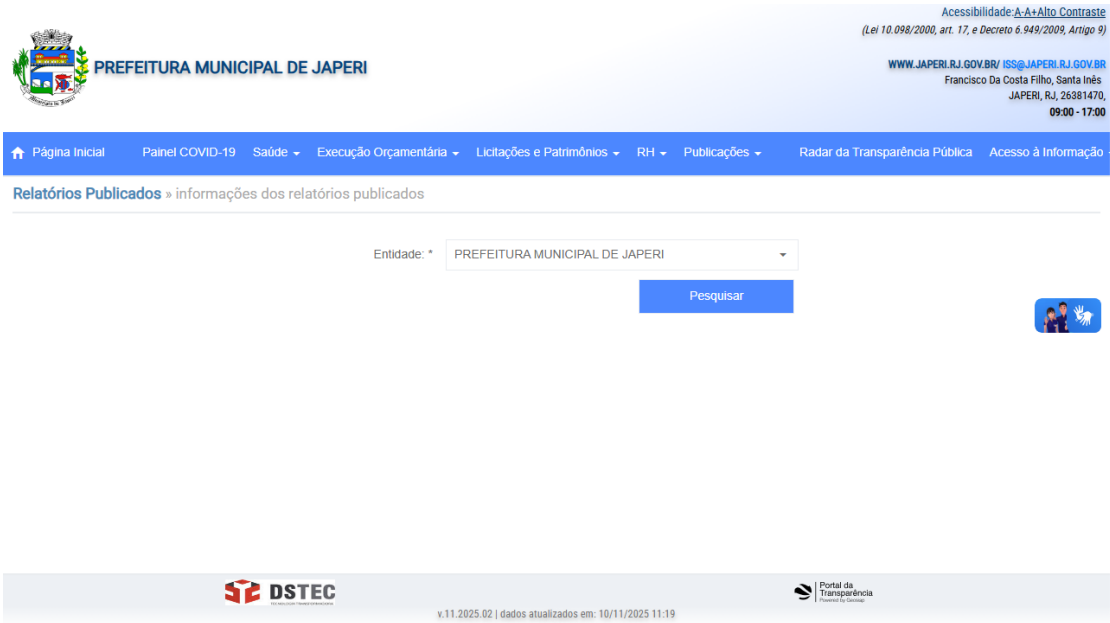 Acessibilidade:A-A+Alto Contraste
(Lei 10.098/2000, art. 17, e Decreto 6.949/2009, Artigo 9)
PREFEITURA MUNICIPAL DE JAPERI
WWW.JAPERI.RJ.GOV.BR/ ISS@JAPERI.RJ.GOV.BR
Francisco Da Costa Filho, Santa Inês
JAPERI, RJ, 26381470,
09:00 - 17:00
Página Inicial Painel COVID-19 Saúde Execução Orçamentária Licitações e Patrimônios RH Publicações Radar da Transparência Pública Acesso à Informação
Relatórios Publicados » informações dos relatórios publicados
Entidade: * PREFEITURA MUNICIPAL DE JAPERI
Pesquisar
DSTEC
Portal da
Transparência
v.11.2025.02 | dados atualizados em: 10/11/2025 11:19